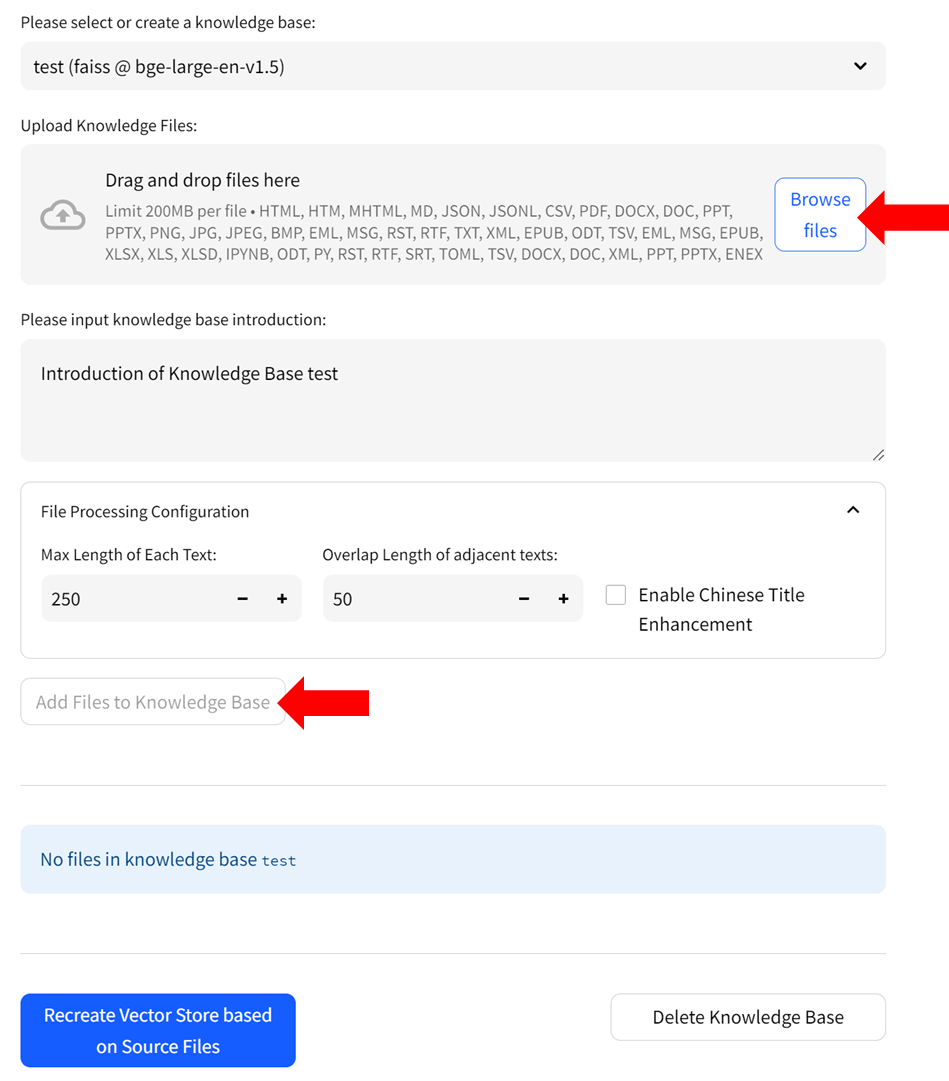 Please select or create a knowledge base:
test (faiss @ bge-large-en-v1.5)
Upload Knowledge Files:
Drag and drop files here
Limit 200MB per file • HTML, HTM, MHTML, MD, JSON, JSONL, CSV, PDF, DOCX, DOC, PPT,
PPTX, PNG, JPG, JPEG, BMP, EML, MSG, RST, RTF, TXT, XML, EPUB, ODT, TSV, EML, MSG, EPUB,
XLSX, XLS, XLSD, IPYNB, ODT, PY, RST, RTF, SRT, TOML, TSV, DOCX, DOC, XML, PPT, PPTX, ENEX
Browse
files
Please input knowledge base introduction:
Introduction of Knowledge Base test
File Processing Configuration
Max Length of Each Text:
Overlap Length of adjacent texts:
250 − +
50 − +
Enable Chinese Title
Enhancement
Add Files to Knowledge Base
No files in knowledge base test
Recreate Vector Store based
on Source Files
Delete Knowledge Base